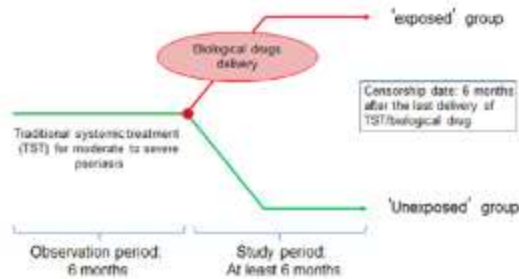 'exposed' group
Biological drugs
delivery
Censorship date: 6 months
after the last delivery of
TST/biological drug
Traditional systemic treatment
(TST) for moderate to severe
psoriasis
'Unexposed' group
Observation period:
6 months
Study period:
At least 6 months